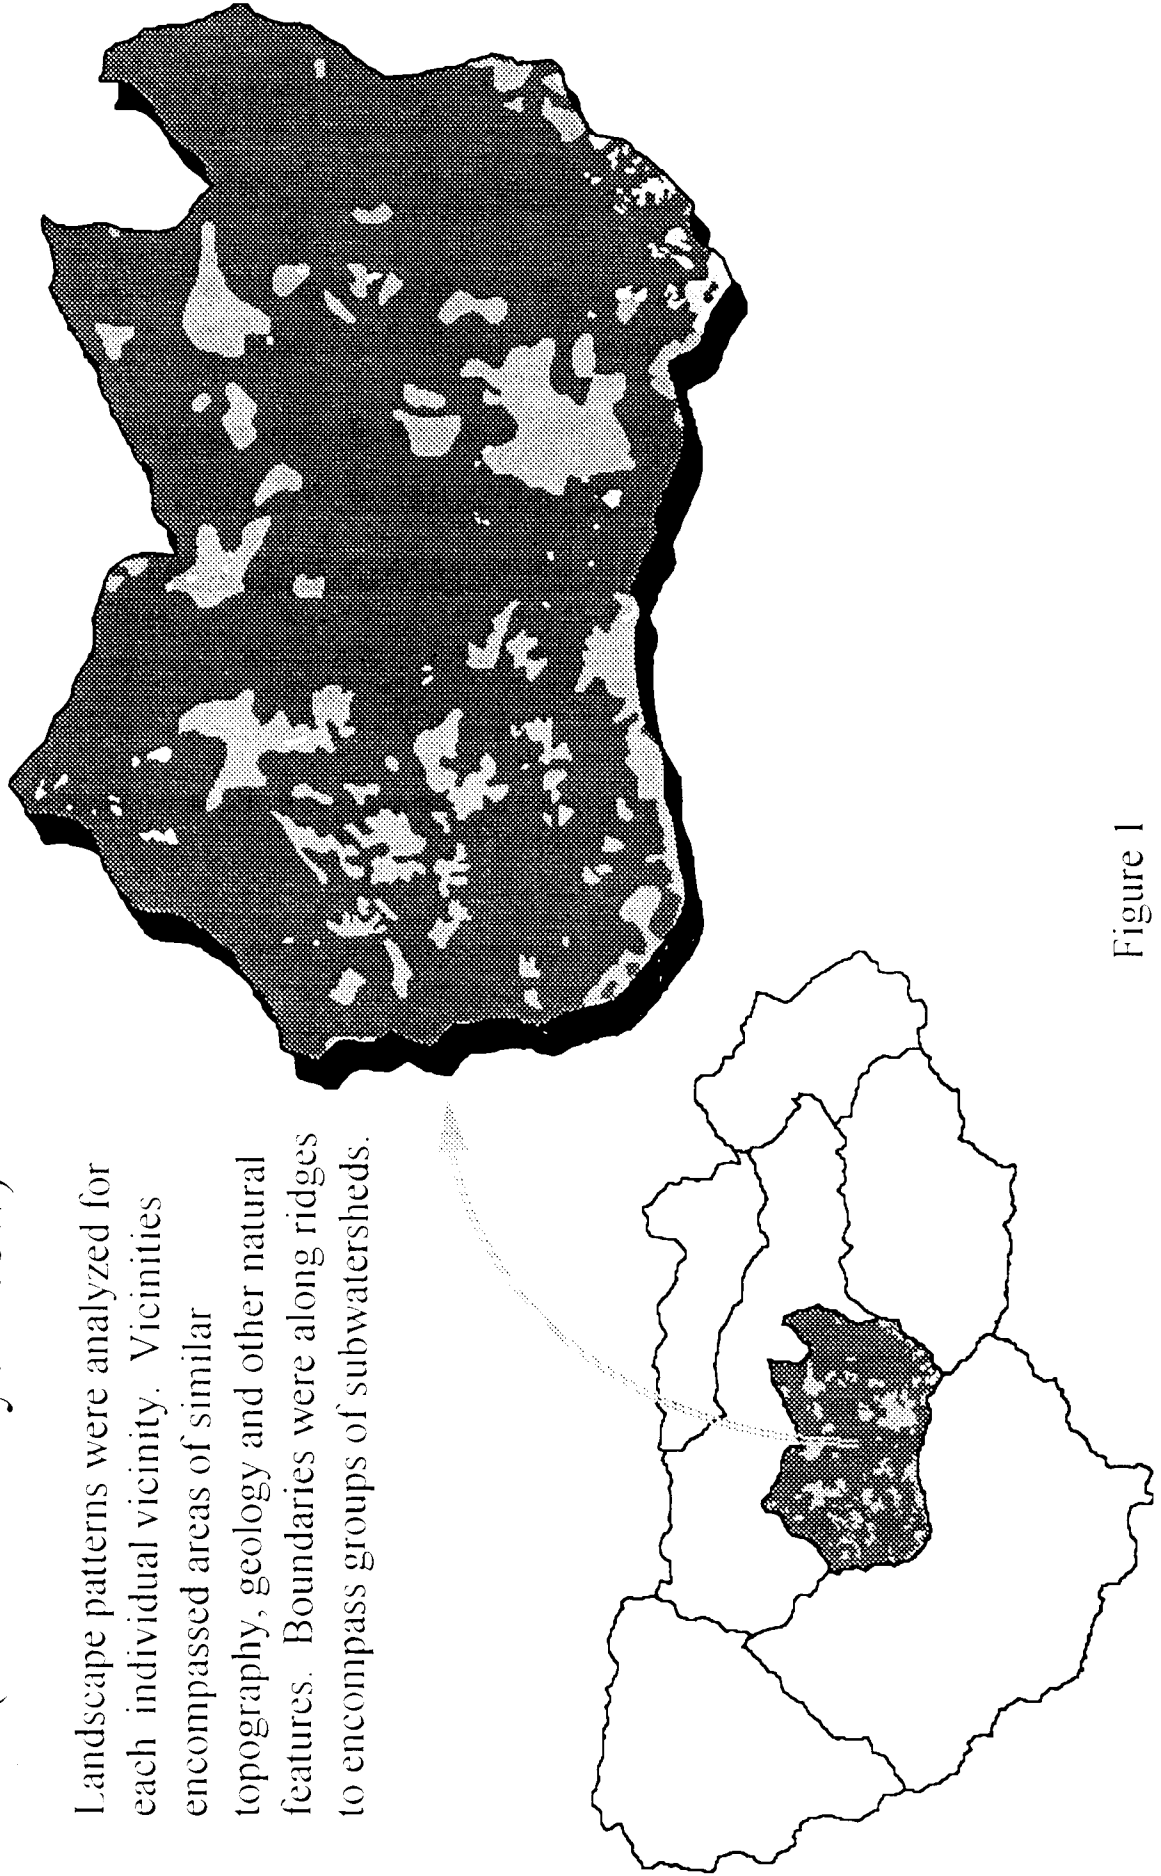 Landscape patterns were analyzed for
each individual vicinity. Vicinities
encompassed areas of similar
topography, geology and other natural
features. Boundaries were along ridges
to encompass groups of subwatersheds.
Figure 1